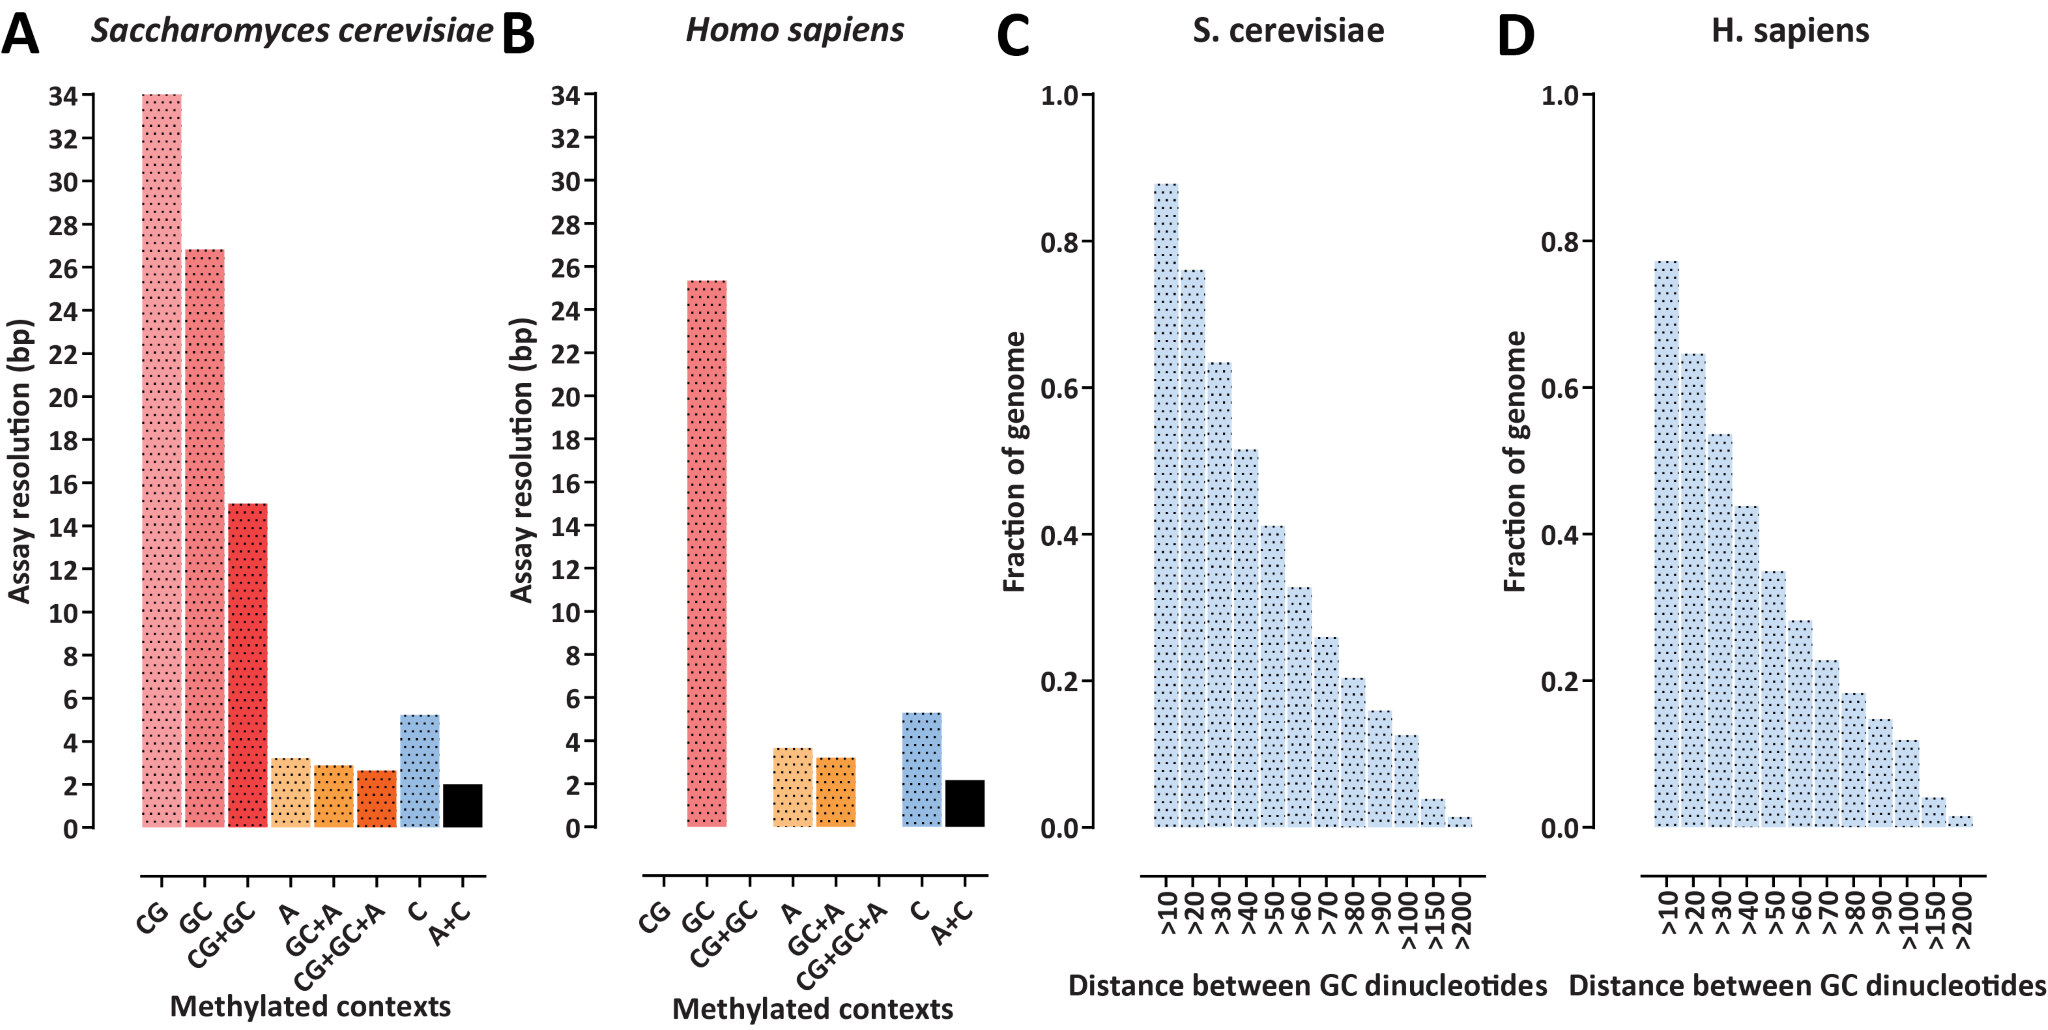 A
Saccharomyces cerevisiae
Assay resolution (bp)
34
32
30
28
26
24
22
20
18
16
14
12
10
8
6
4
2
0
CG
GC
CG+GC
A
GC+A
CG+GC+A
C
A+C
Methylated contexts
B
Homo sapiens
Assay resolution (bp)
34
32
30
28
26
24
22
20
18
16
14
12
10
8
6
4
2
0
CG
GC
CG+GC
A
GC+A
CG+GC+A
C
A+C
Methylated contexts
C
S. cerevisiae
Fraction of genome
1.0
0.8
0.6
0.4
0.2
0.0
>10
>20
>30
>40
>50
>60
>70
>80
>90
>100
>150
>200
Distance between GC dinucleotides
D
H. sapiens
Fraction of genome
1.0
0.8
0.6
0.4
0.2
0.0
>10
>20
>30
>40
>50
>60
>70
>80
>90
>100
>150
>200
Distance between GC dinucleotides